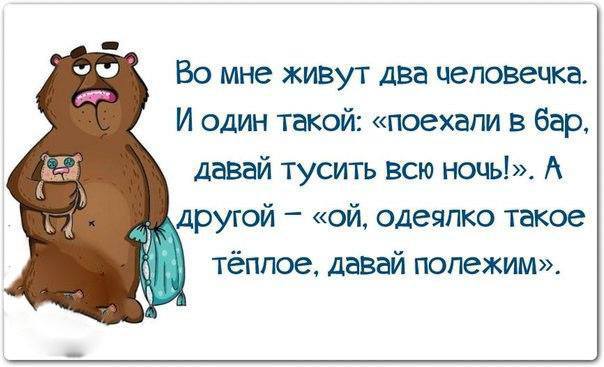 Во мне живут два человечка.
И один такой: «поехали в бар,
давай тусить всю ночь!». А
другой – «ой, одеялко такое
тёплое, давай полежим».